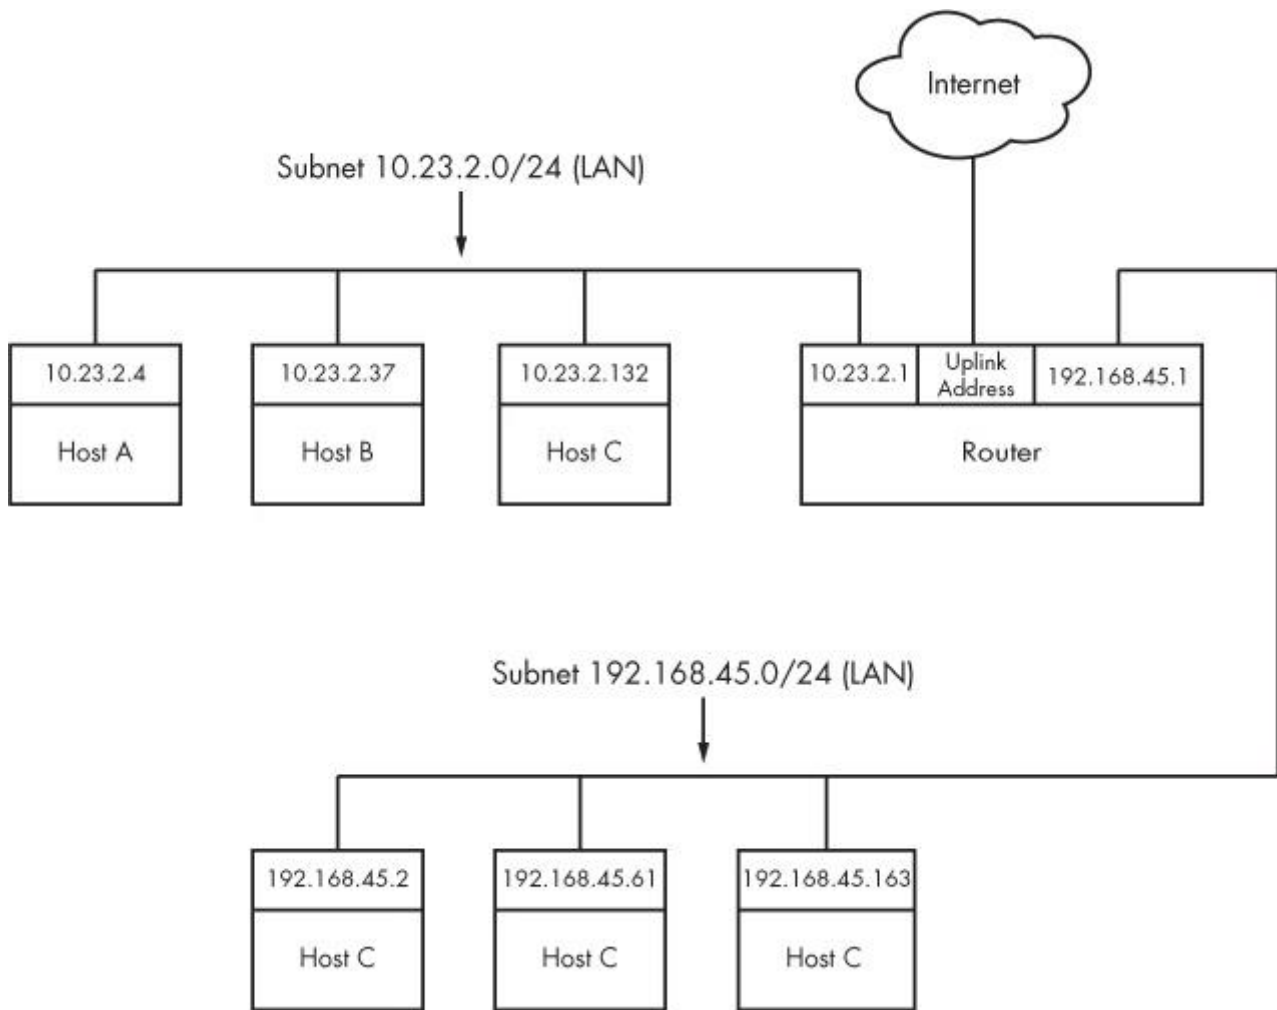 Internet
Subnet 10.23.2.0/24 (LAN)
10.23.2.4
10.23.2.37
10.23.2.132
10.23.2.1
Uplink
Address
192.168.45.1
Host A
Host B
Host C
Router
Subnet 192.168.45.0/24 (LAN)
192.168.45.2
192.168.45.61
192.168.45.163
Host C
Host C
Host C